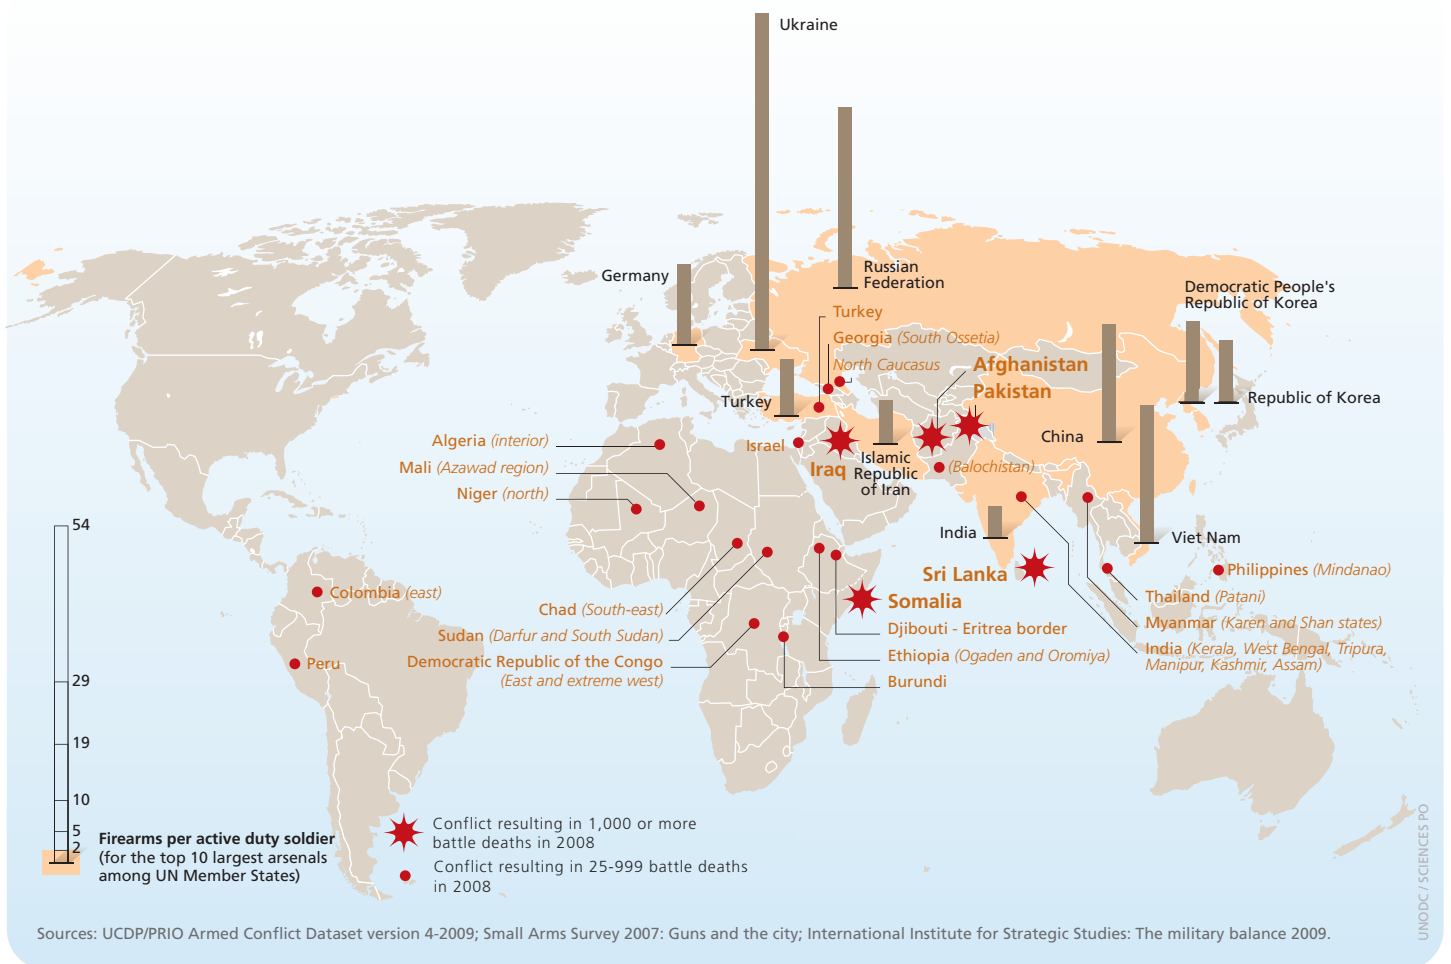 Ukraine
Germany
Russian
Federation
Democratic People's
Republic of Korea
Turkey
Georgia (South Ossetia)
North Caucasus
Afghanistan
Pakistan
Turkey
Republic of Korea
China
Algeria (interior)
Israel
Mali (Azawad region)
Iraq
Islamic
Republic
of Iran
(Balochistan)
Niger (north)
India
Viet Nam
54
29
19
10
5
2
Sri Lanka
Philippines (Mindanao)
Colombia (east)
Somalia
Thailand (Patani)
Chad (South-east)
Myanmar (Karen and Shan states)
Sudan (Darfur and South Sudan)
Djibouti - Eritrea border
India (Kerala, West Bengal, Tripura,
Manipur, Kashmir, Assam)
Peru
Democratic Republic of the Congo
(East and extreme west)
Ethiopia (Ogaden and Oromiya)
Burundi
Firearms per active duty soldier
(for the top 10 largest arsenals
among UN Member States)
Conflict resulting in 1,000 or more
battle deaths in 2008
Conflict resulting in 25-999 battle deaths
in 2008
UNODC / SCIENCES PO
Sources: UCDP/PRIO Armed Conflict Dataset version 4-2009; Small Arms Survey 2007: Guns and the city; International Institute for Strategic Studies: The military balance 2009.